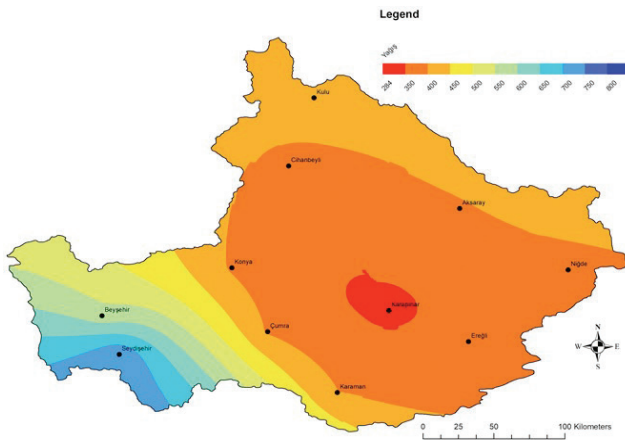 Legend
Yağış
284 350 400 450 500 600 650 700 750 800
Kulu
Cihanbeyli
Aksaray
Konya
Niğde
Karapınar
Beyşehir
Çumra
Ereğli
Seydişehir
Karaman
N
W E
S
0 25 50 100 Kilometers